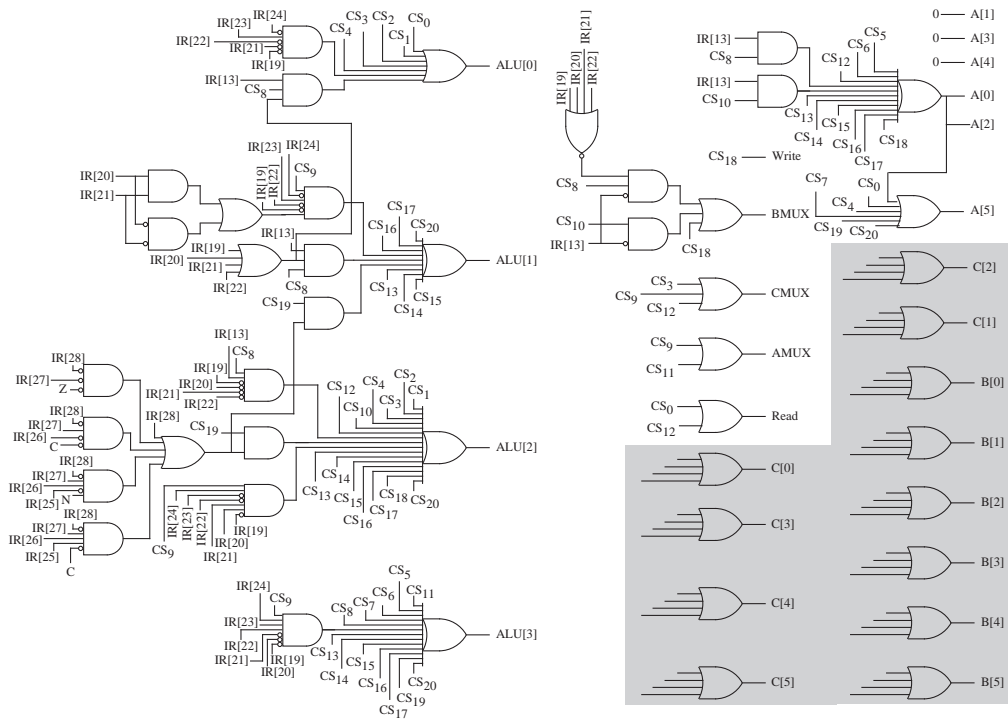 IR[24]
IR[23]
IR[22]
IR[21]
IR[19]
CS4
CS3
CS2
CS1
CS0
ALU[0]
IR[13]
CS8
IR[20]
IR[21]
IR[19]
IR[22]
IR[23]
IR[24]
CS9
IR[19]
IR[20]
IR[21]
IR[22]
IR[13]
CS8
CS17
CS20
CS16
CS13
CS14
CS15
ALU[1]
CS19
IR[28]
IR[27]
Z
IR[28]
IR[27]
IR[26]
C
IR[28]
IR[27]
IR[26]
IR[25]
N
IR[28]
IR[27]
IR[26]
IR[25]
C
IR[28]
IR[13]
CS8
IR[19]
IR[20]
IR[21]
IR[22]
CS19
CS9
IR[24]
IR[23]
IR[22]
IR[21]
IR[20]
IR[19]
CS12
CS10
CS4
CS3
CS2
CS1
CS13
CS14
CS15
CS16
CS17
CS18
CS20
ALU[2]
IR[24]
CS9
IR[23]
IR[22]
IR[21]
IR[20]
IR[19]
CS8
CS7
CS6
CS5
CS11
CS13
CS14
CS15
CS16
CS17
CS19
CS20
ALU[3]
IR[19]
IR[20]
IR[21]
IR[22]
CS8
CS10
IR[13]
CS18
BMUX
CS3
CS9
CS12
CMUX
CS9
CS11
AMUX
CS0
CS12
Read
0 A[1]
0 A[3]
0 A[4]
IR[13]
CS8
IR[13]
CS10
CS12
CS6
CS5
CS13
CS14
CS15
CS16
CS17
CS18
A[0]
A[2]
CS18 Write
CS7
CS0
CS4
CS19
CS20
A[5]
C[2]
C[1]
B[0]
B[1]
C[0]
B[2]
C[3]
B[3]
C[4]
B[4]
C[5]
B[5]